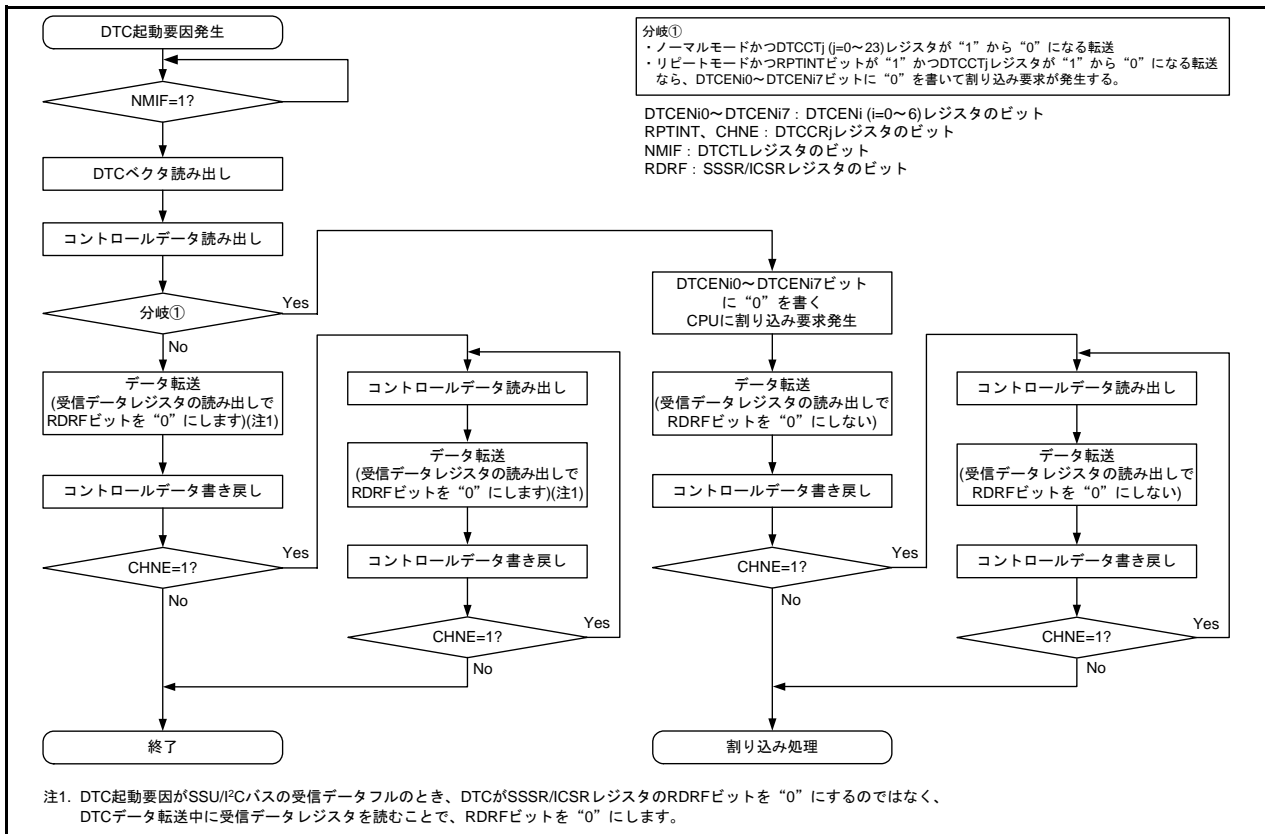 DTC起動要因発生
NMIF=1?
DTCベクタ読み出し
コントロールデータ読み出し
分岐①
Yes
No
データ転送
(受信データレジスタの読み出しで
RDRFビットを“0”にします)(注1)
コントロールデータ書き戻し
CHNE=1?
Yes
No
終了
コントロールデータ読み出し
データ転送
(受信データレジスタの読み出しで
RDRFビットを“0”にします)(注1)
コントロールデータ書き戻し
CHNE=1?
Yes
No
分岐①
・ノーマルモードかつDTCCTj (j=0～23)レジスタが“1”から“0”になる転送
・リピートモードかつRPTINTビットが“1”かつDTCCTjレジスタが“1”から“0”になる転送
なら、DTCENi0～DTCENi7ビットに“0”を書いて割り込み要求が発生する。
DTCENi0～DTCENi7：DTCENi (i=0～6)レジスタのビット
RPTINT、CHNE：DTCCRjレジスタのビット
NMIF：DTCTLレジスタのビット
RDRF：SSSR/ICSRレジスタのビット
DTCENi0～DTCENi7ビット
に“0”を書く
CPUに割り込み要求発生
データ転送
(受信データレジスタの読み出しで
RDRFビットを“0”にしない)
コントロールデータ書き戻し
CHNE=1?
Yes
No
割り込み処理
コントロールデータ読み出し
データ転送
(受信データレジスタの読み出しで
RDRFビットを“0”にしない)
コントロールデータ書き戻し
CHNE=1?
Yes
No
注1. DTC起動要因がSSU/I²Cバスの受信データフルのとき、DTCがSSSR/ICSRレジスタのRDRFビットを“0”にするのではなく、
DTCデータ転送中に受信データレジスタを読むことで、RDRFビットを“0”にします。